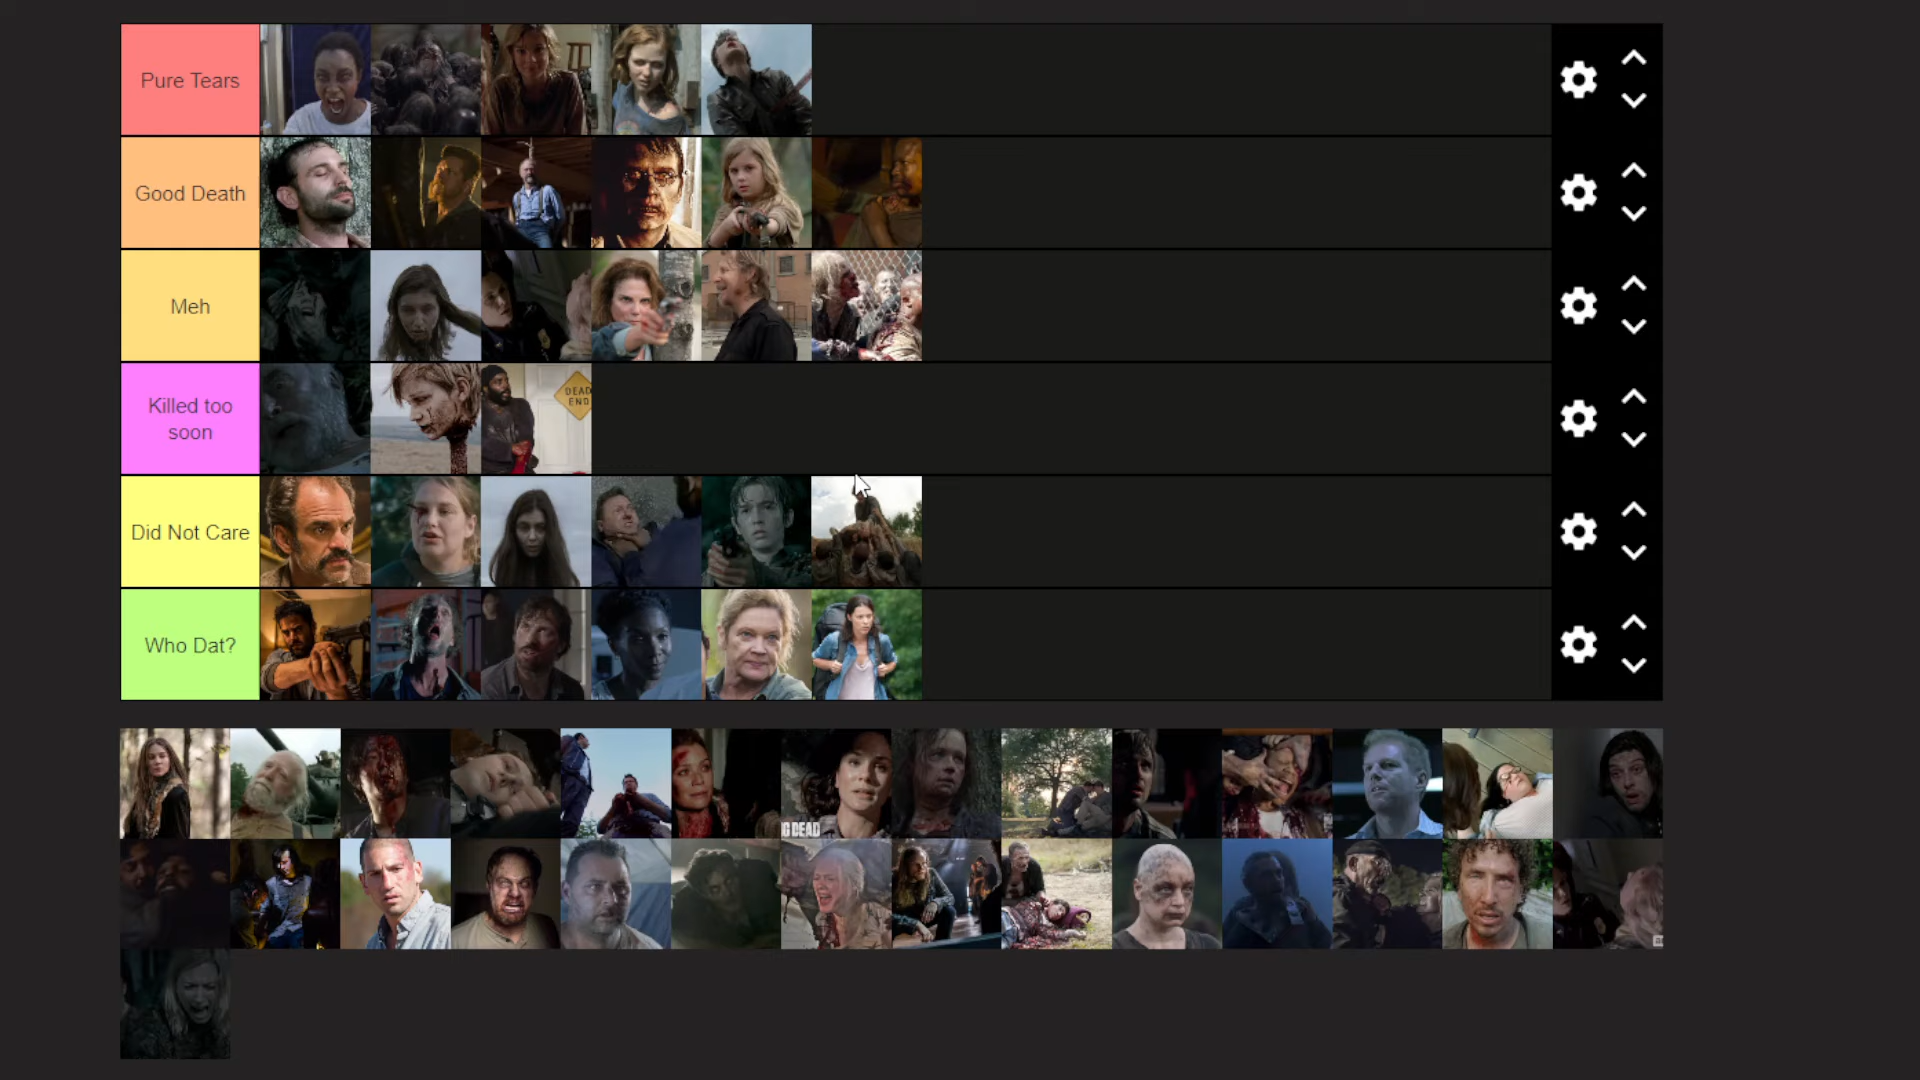 Pure Tears
Good Death
Meh
Killed too
soon
DEAD
END
Did Not Care
Who Dat?
G DEAD